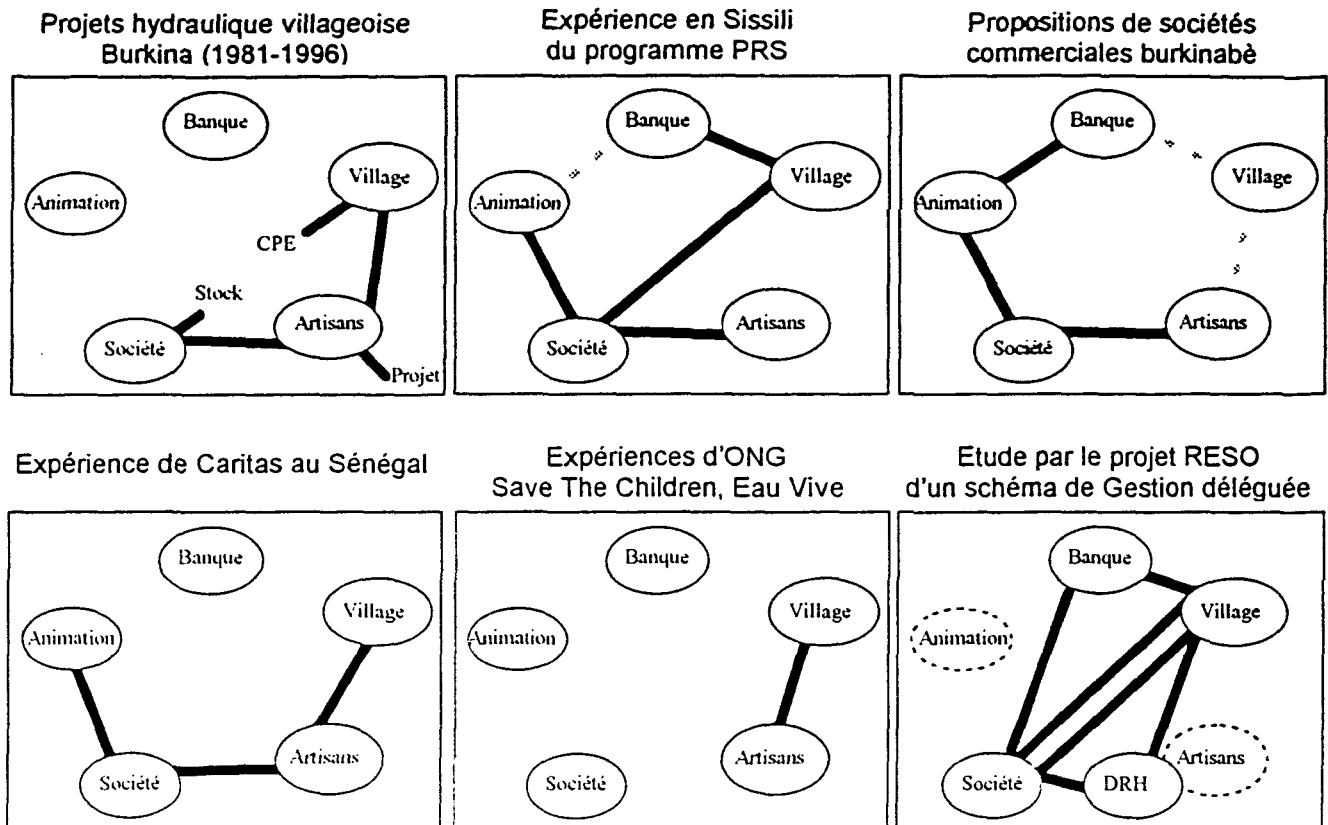 Projets hydraulique villageoise
Burkina (1981-1996)
Banque
Village
Animation
CPE
Stock
Artisans
Société
Projet
Expérience en Sissili
du programme PRS
Banque
Village
Animation
Artisans
Société
Propositions de sociétés
commerciales burkinabè
Banque
Village
Animation
Artisans
Société
Expérience de Caritas au Sénégal
Banque
Village
Animation
Artisans
Société
Expériences d'ONG
Save The Children, Eau Vive
Banque
Village
Animation
Artisans
Société
Etude par le projet RESO
d'un schéma de Gestion déléguée
Banque
Village
Animation
Artisans
Société
DRH